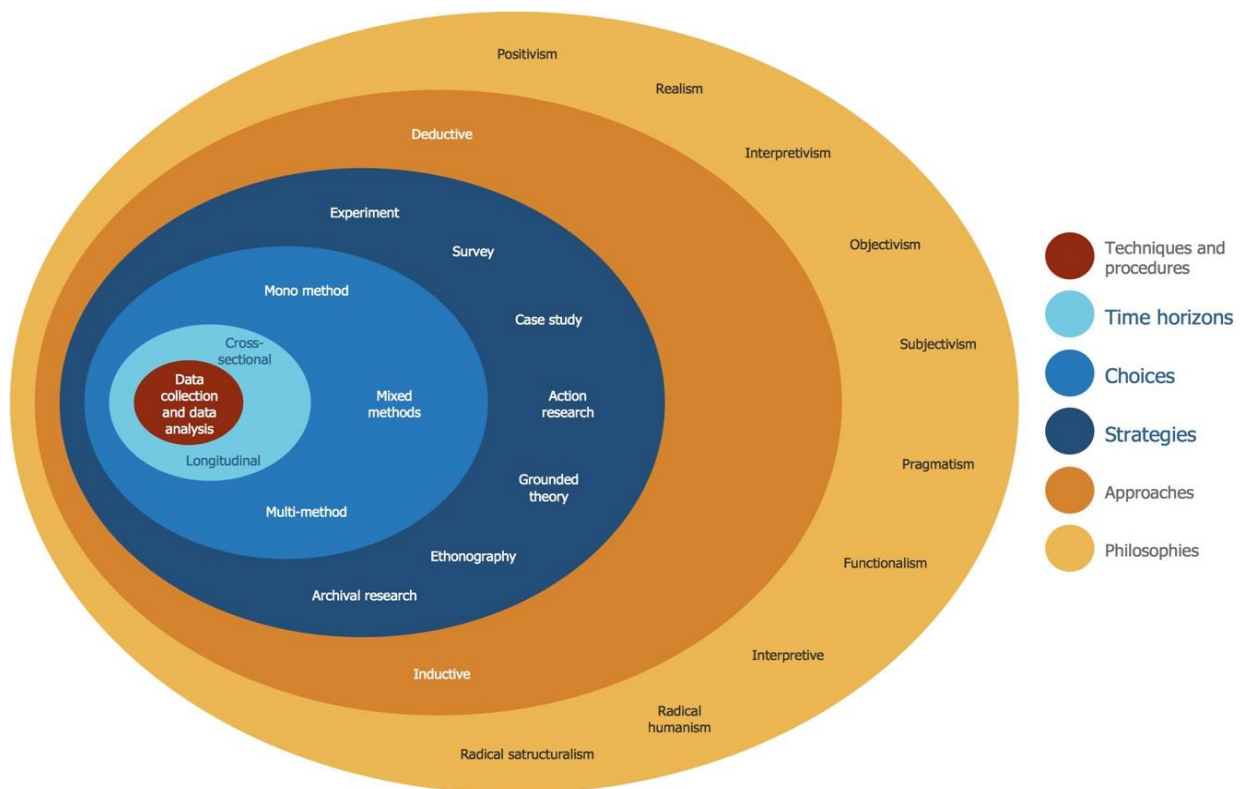 Positivism
Realism
Deductive
Interpretivism
Experiment
Survey
Objectivism
Mono method
Case study
Cross-
sectional
Subjectivism
Data
collection
and data
analysis
Mixed
methods
Action
research
Longitudinal
Pragmatism
Grounded
theory
Multi-method
Ethonography
Functionalism
Archival research
Interpretive
Inductive
Radical
humanism
Radical satructuralism
Techniques and
procedures
Time horizons
Choices
Strategies
Approaches
Philosophies